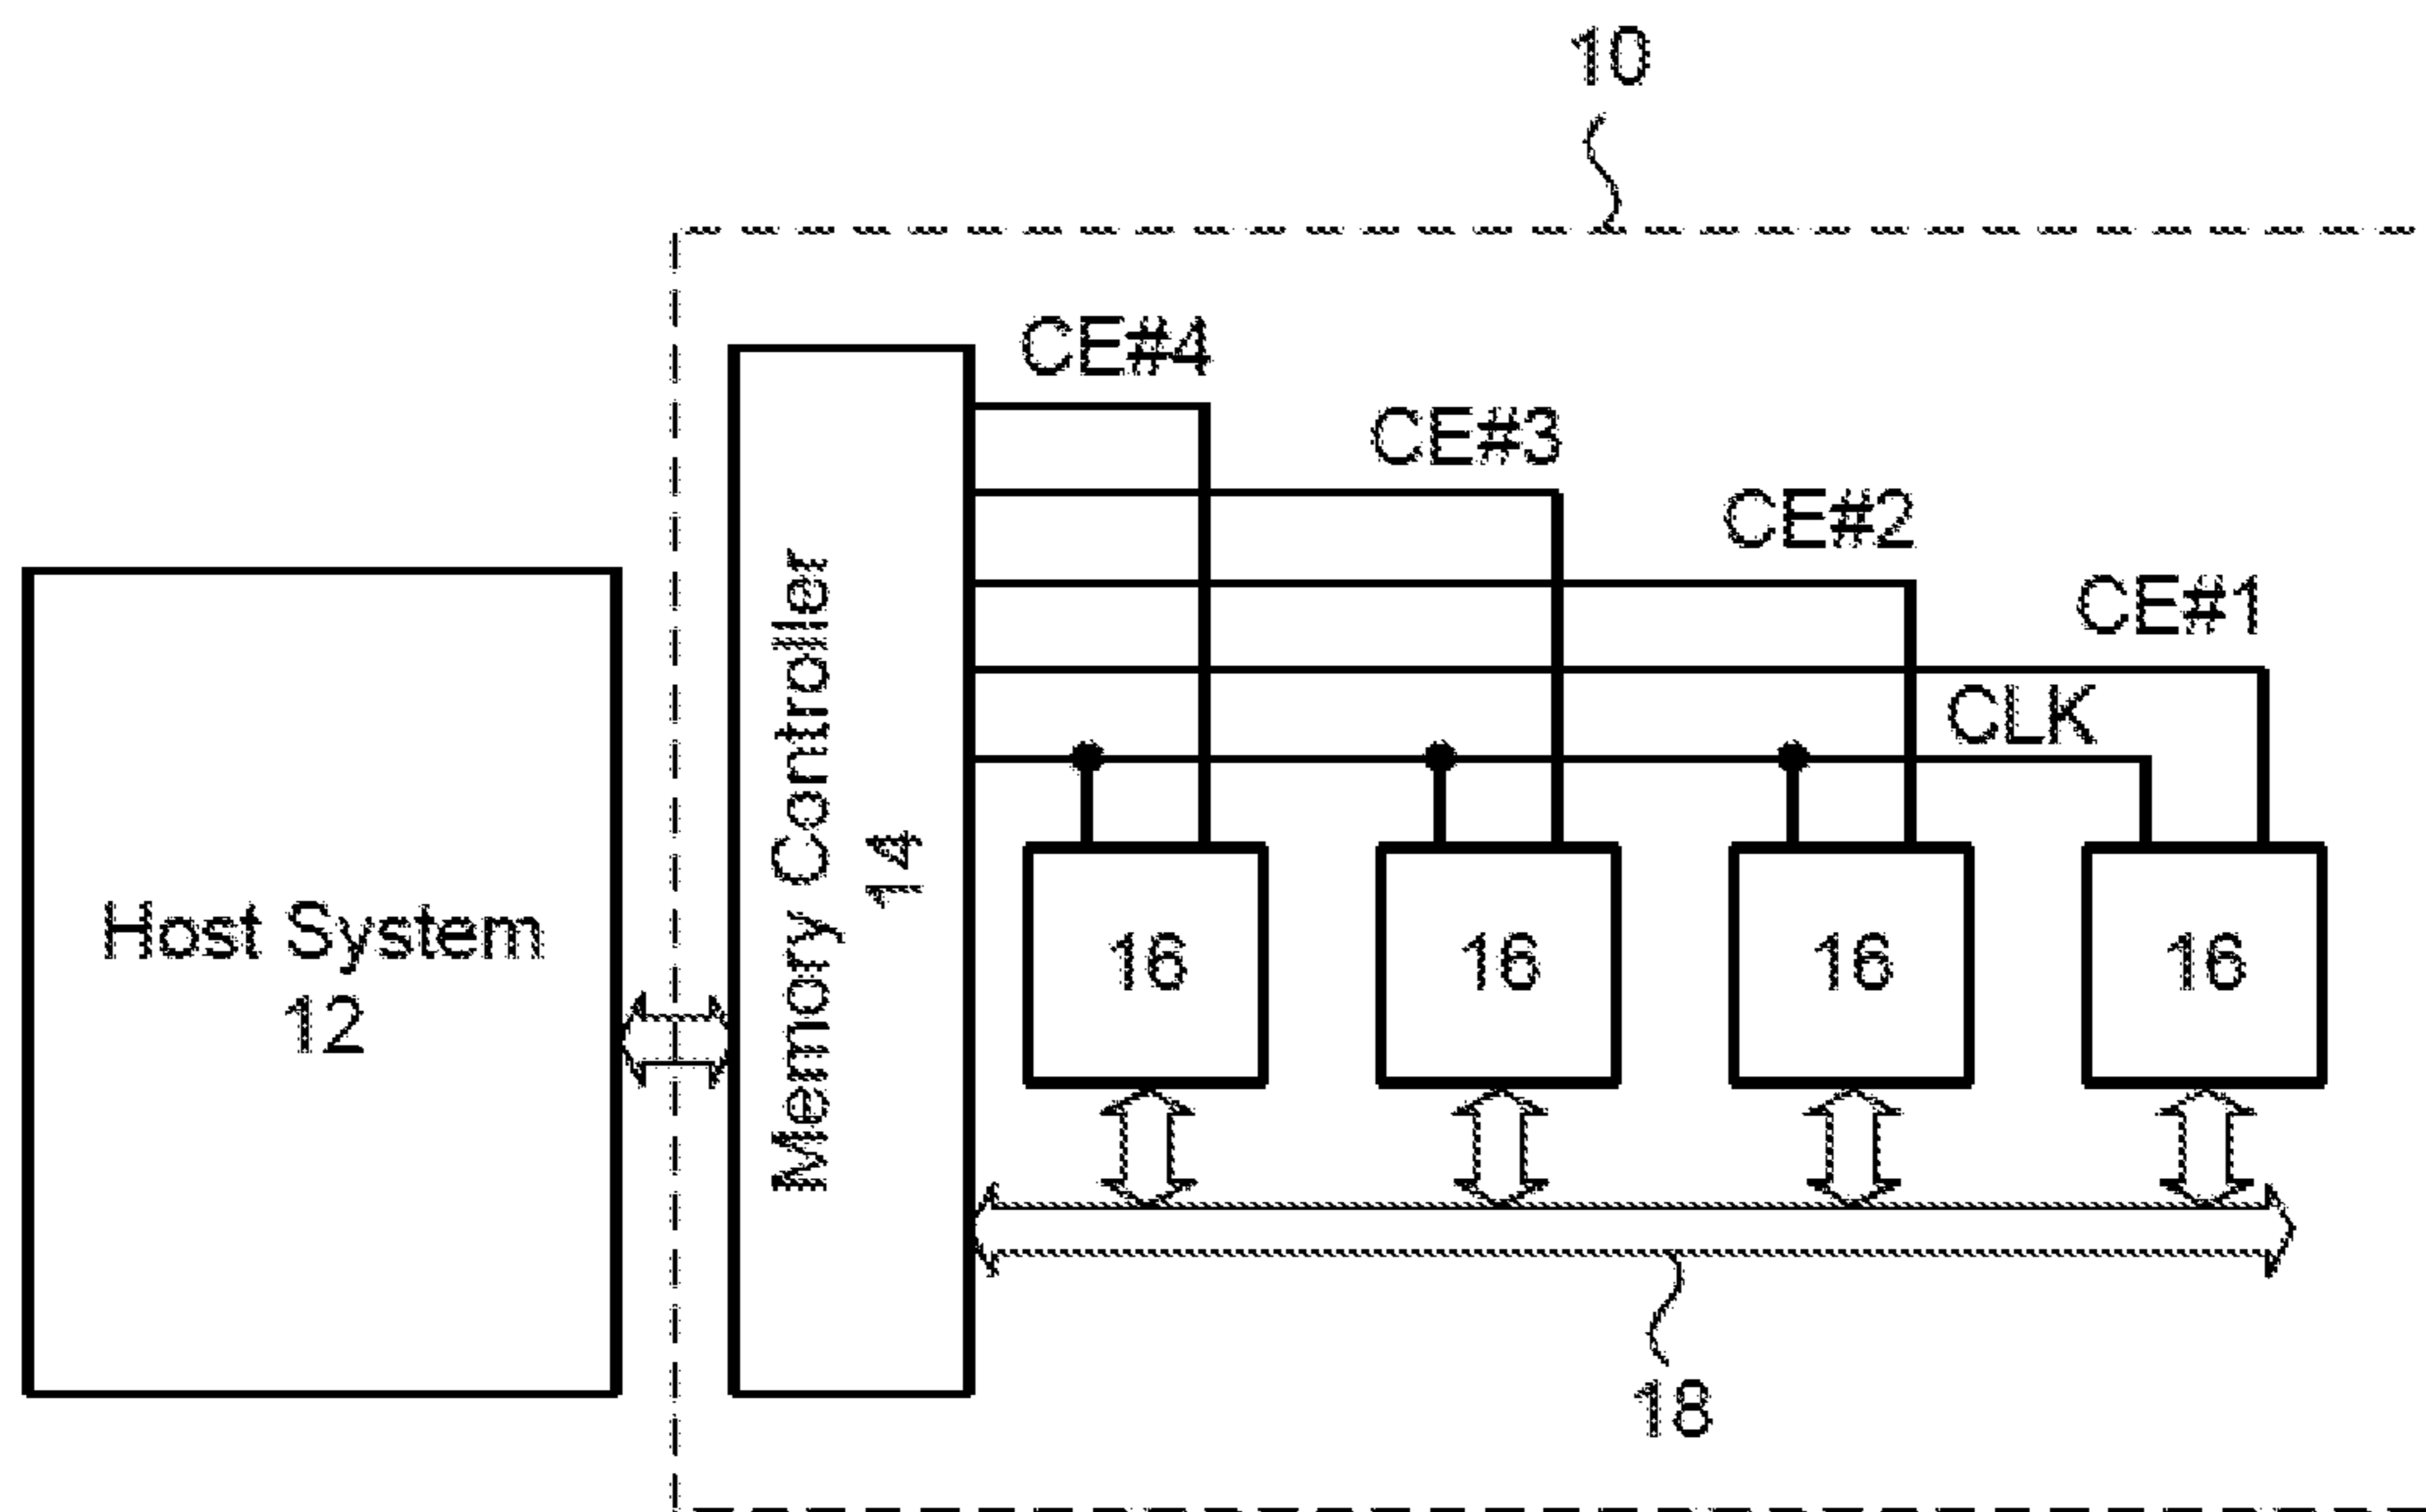 10
CE#4
CE#3
CE#2
CE#1
CLK
Memory Controller
14
Host System
12
16
16
16
16
18